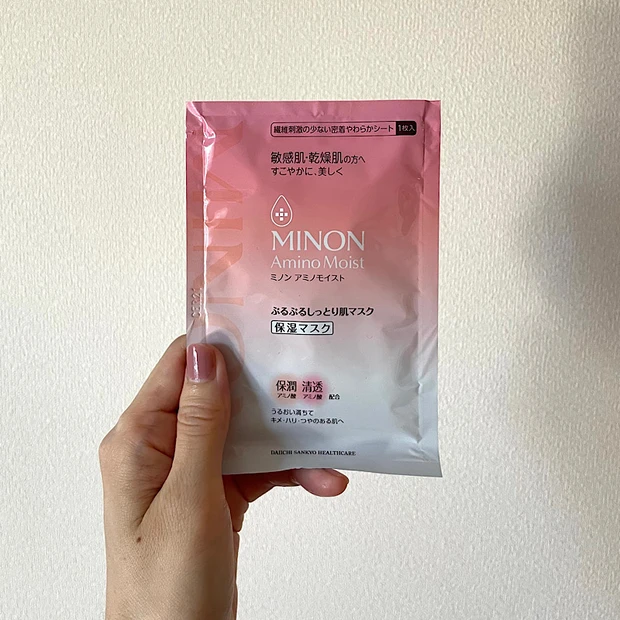 繊維刺激の少ない密着やわらかシート 1枚入
敏感肌・乾燥肌の方へ
すこやかに、美しく
MINON
Amino Moist
ミノン アミノモイスト
ぷるぷるしっとり肌マスク
保湿マスク
保潤 清透
アミノ酸 アミノ酸 配合
うるおい満ちて
キメ・ハリ・つやのある肌へ
DAIICHI SANKYO HEALTHCARE